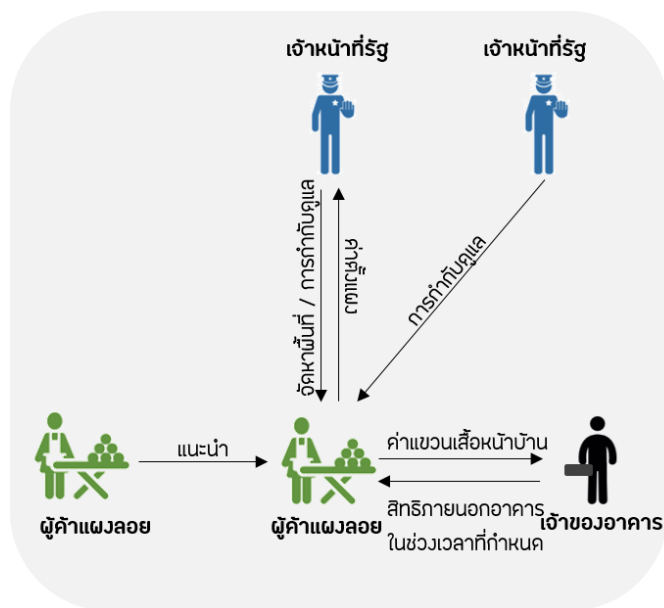 เจ้าหน้าที่รัฐ
เจ้าหน้าที่รัฐ
จัดหาพื้นที่ / การกำกับดูแล
ค่าตั้งแผง
การกำกับดูแล
แนะนำ
ค่าแขวนเสื้อหน้าบ้าน
สิทธิภายนอกอาคาร
ในช่วงเวลาที่กำหนด
ผู้ค้าแผงลอย
ผู้ค้าแผงลอย
เจ้าของอาคาร